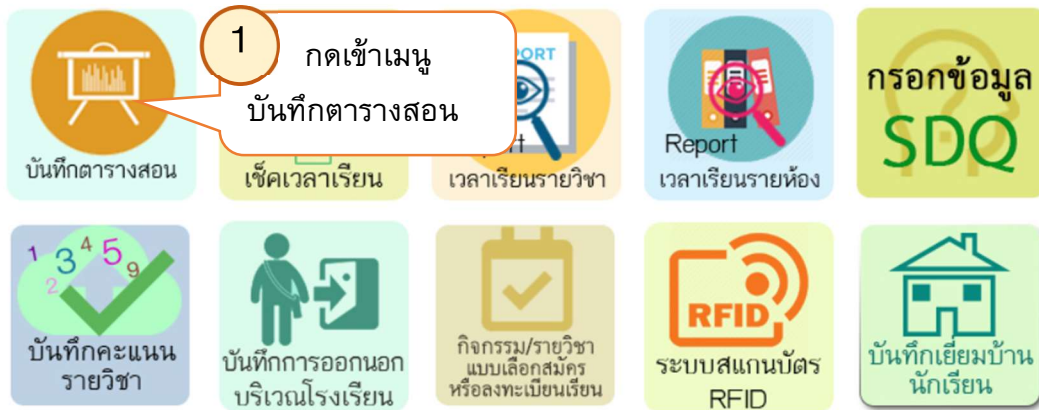 1
กดเข้าเมนู
บันทึกตารางสอน
บันทึกตารางสอน
เช็คเวลาเรียน
PORT
port
เวลาเรียนรายวิชา
Report
เวลาเรียนรายห้อง
กรอกข้อมูล
SDQ
1 2 3 4 5 9
บันทึกคะแนน
รายวิชา
บันทึกการออกนอก
บริเวณโรงเรียน
กิจกรรม/รายวิชา
แบบเลือกสมัคร
หรือลงทะเบียนเรียน
RFID
ระบบสแกนบัตร
RFID
บันทึกเยี่ยมบ้าน
นักเรียน